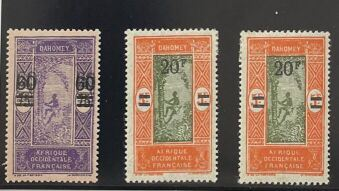 DAHOMEY
60 60
AFRIQUE
OCCIDENTALE
FRANÇAISE
DAHOMEY
20F
AFRIQUE
OCCIDENTALE
FRANÇAISE
DAHOMEY
20F
AFRIQUE
OCCIDENTALE
FRANÇAISE